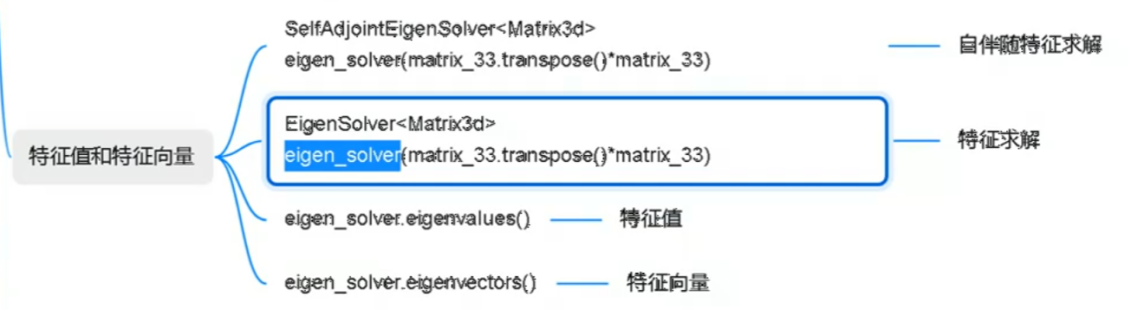 特征值和特征向量
SelfAdjointEigenSolver<Matrix3d>
eigen_solver(matrix_33.transpose()*matrix_33)
自伴随特征求解
EigenSolver<Matrix3d>
eigen_solver(matrix_33.transpose()*matrix_33)
特征求解
eigen_solver.eigenvalues()
特征值
eigen_solver.eigenvectors()
特征向量